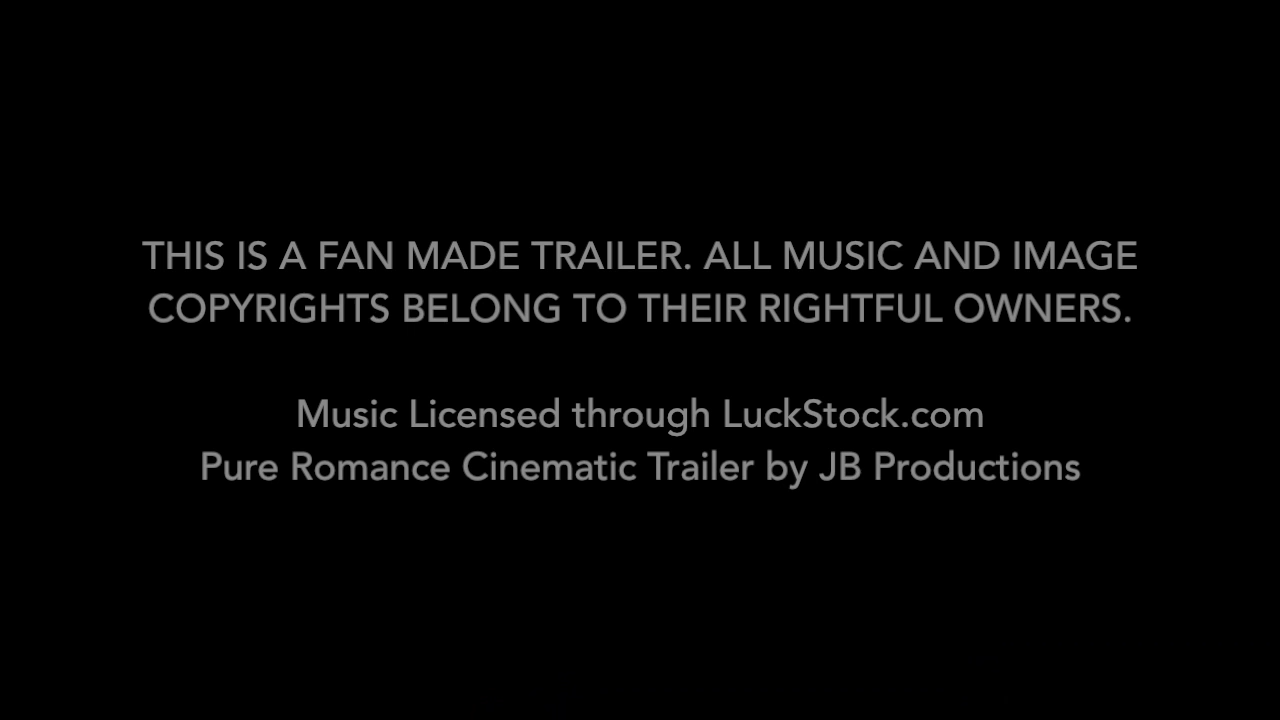 THIS IS A FAN MADE TRAILER. ALL MUSIC AND IMAGE
COPYRIGHTS BELONG TO THEIR RIGHTFUL OWNERS.
Music Licensed through LuckStock.com
Pure Romance Cinematic Trailer by JB Productions